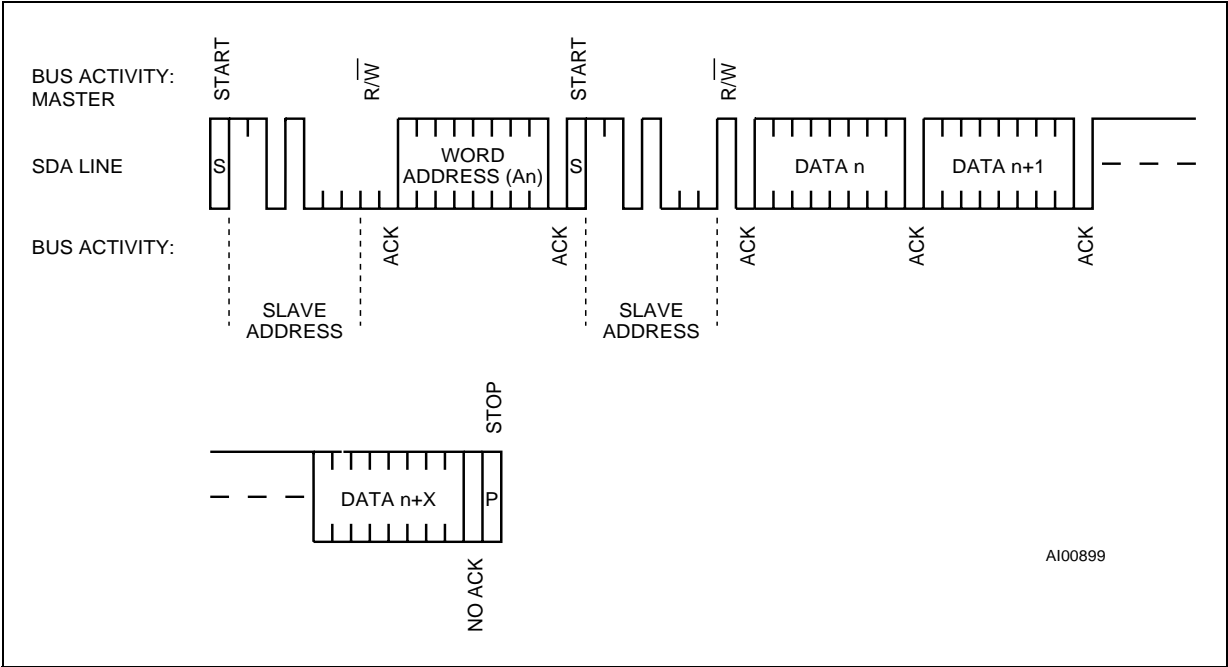 BUS ACTIVITY:
MASTER
START
R/W
START
R/W
SDA LINE
S
WORD
ADDRESS (An)
S
DATA n
DATA n+1
BUS ACTIVITY:
ACK
ACK
ACK
ACK
ACK
SLAVE
ADDRESS
SLAVE
ADDRESS
STOP
DATA n+X
P
NO ACK
AI00899